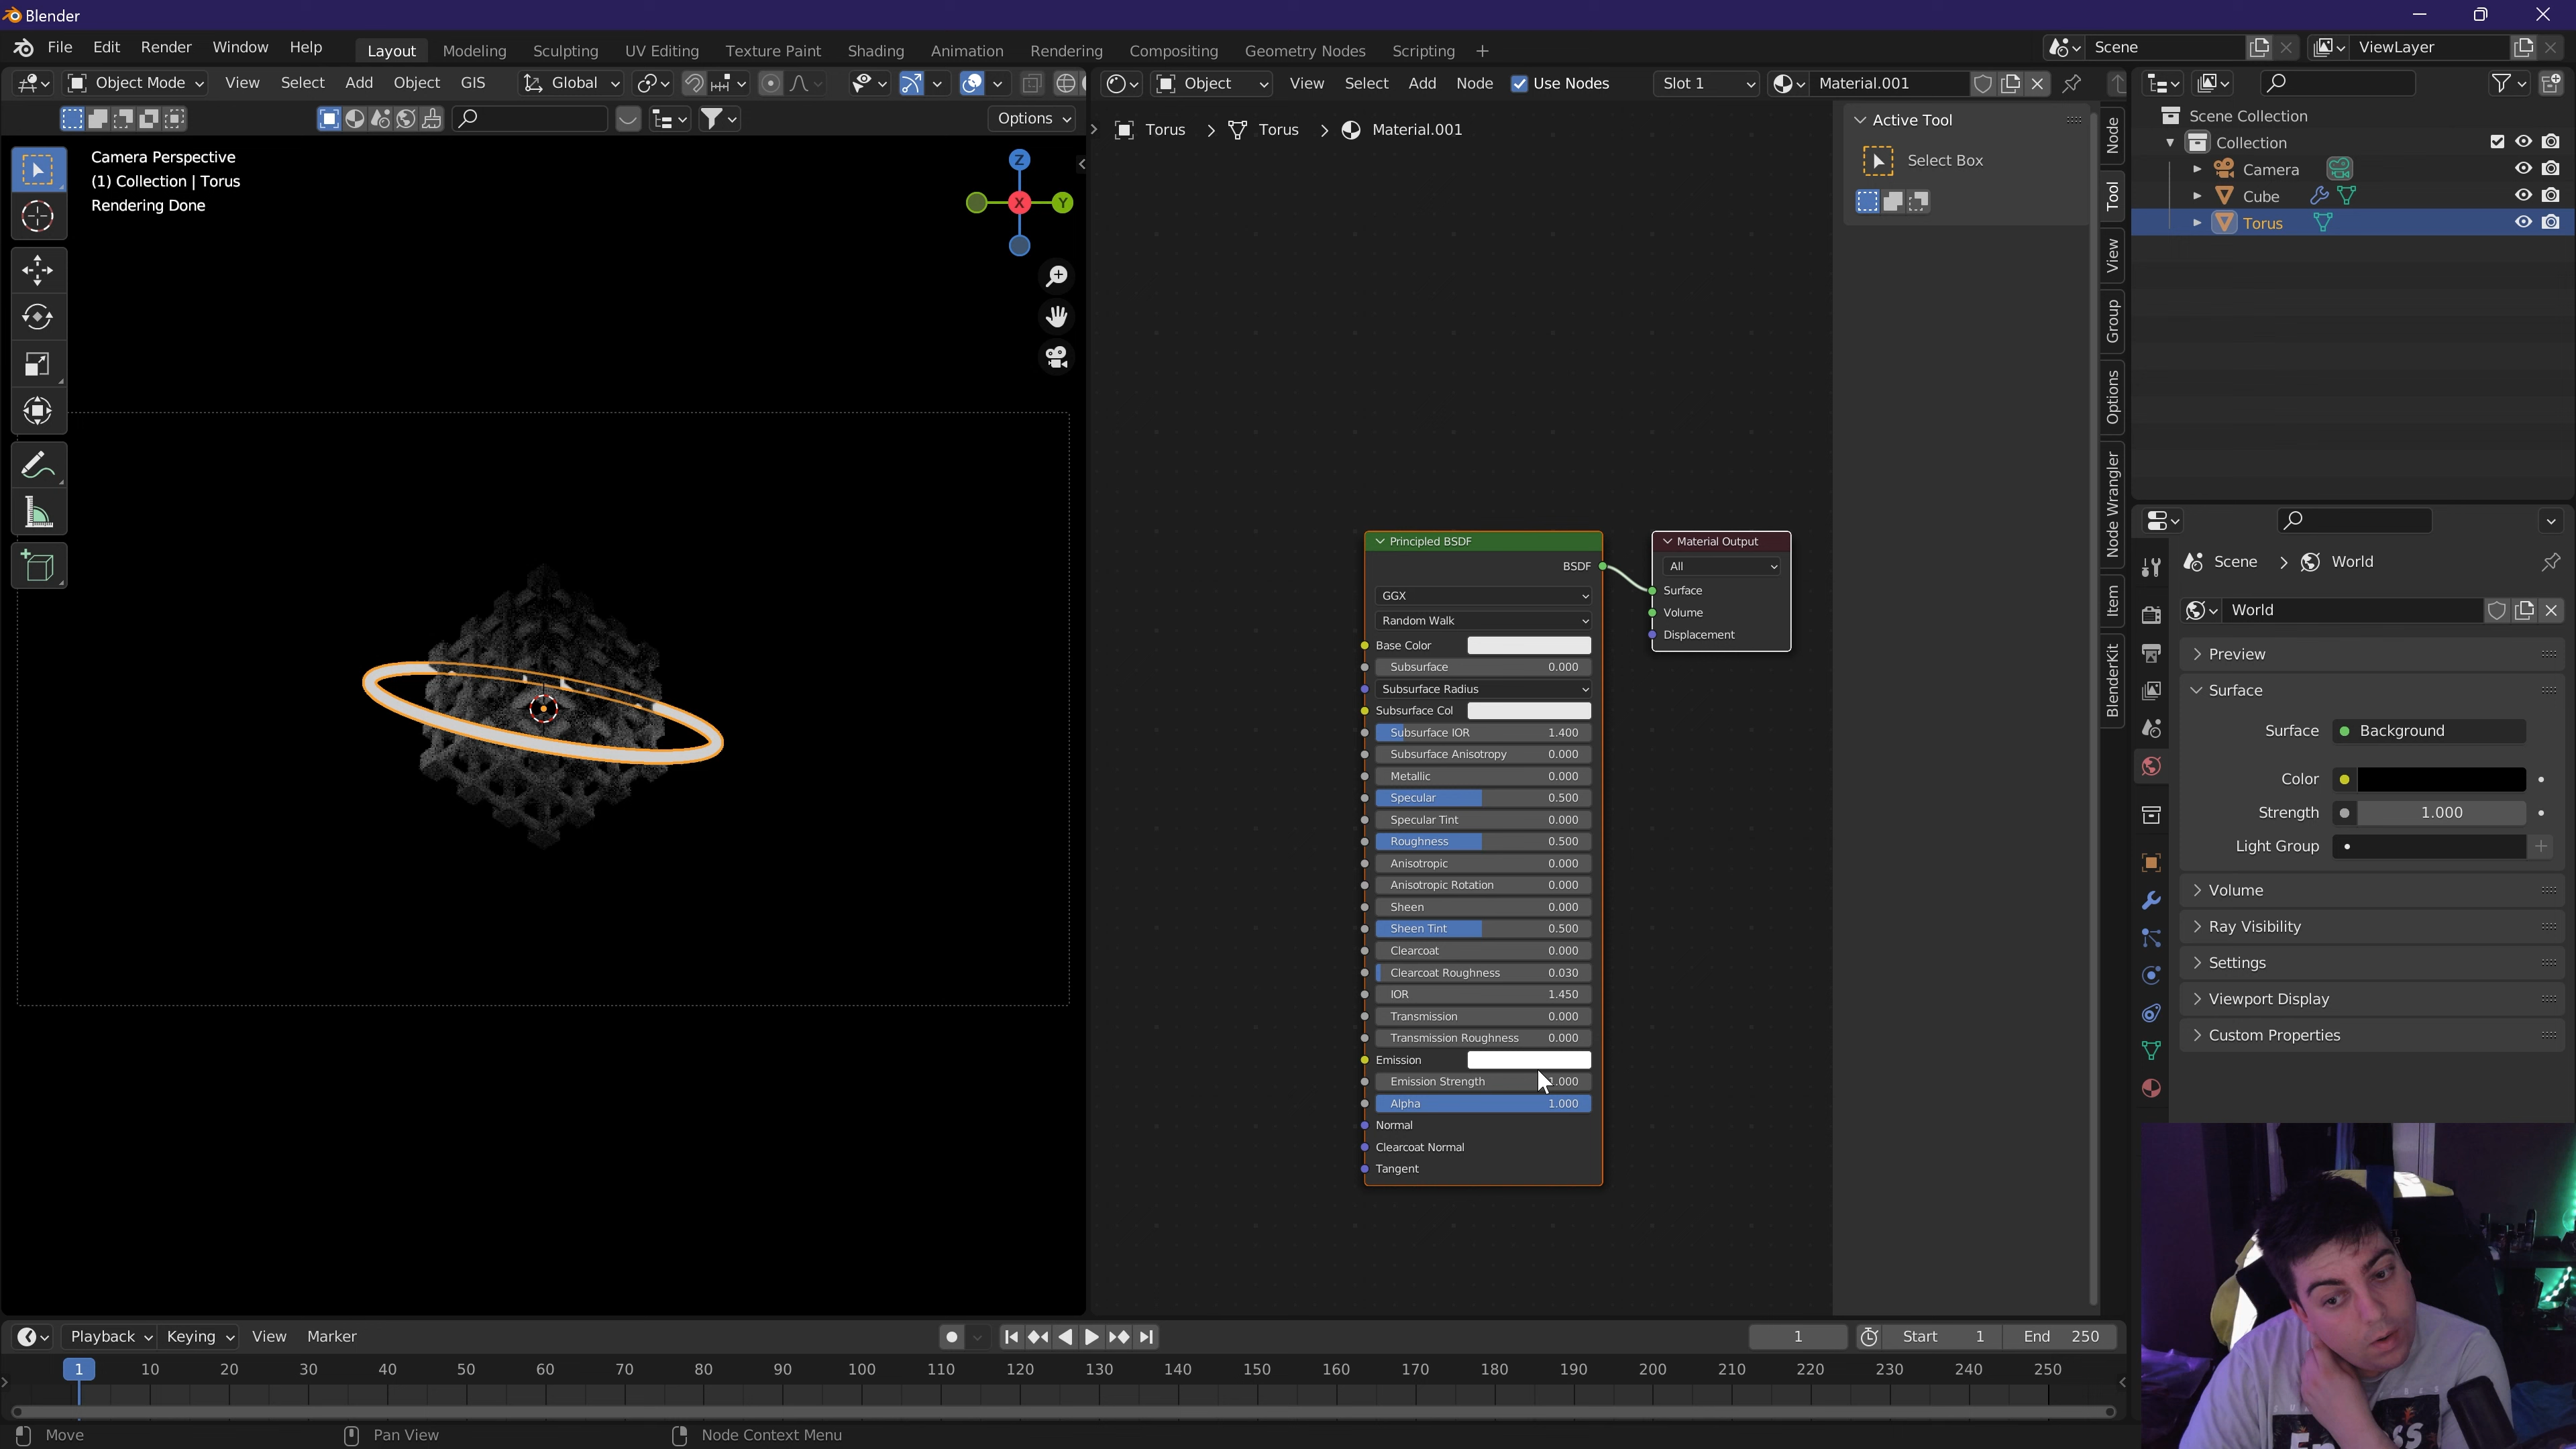 Blender
File Edit Render Window Help Layout Modeling Sculpting UV Editing Texture Paint Shading Animation Rendering Compositing Geometry Nodes Scripting + Scene ViewLayer
Object Mode View Select Add Object GIS Global Object View Select Add Node Use Nodes Slot 1 Material.001
Options
Camera Perspective
(1) Collection | Torus
Rendering Done
Z
X
Y
Torus > Torus > Material.001
Active Tool
Select Box
Node
Tool
View
Group
Options
Node Wrangler
Item
BlenderKit
Principled BSDF
BSDF
GGX
Random Walk
Base Color
Subsurface 0.000
Subsurface Radius
Subsurface Col
Subsurface IOR 1.400
Subsurface Anisotropy 0.000
Metallic 0.000
Specular 0.500
Specular Tint 0.000
Roughness 0.500
Anisotropic 0.000
Anisotropic Rotation 0.000
Sheen 0.000
Sheen Tint 0.500
Clearcoat 0.000
Clearcoat Roughness 0.030
IOR 1.450
Transmission 0.000
Transmission Roughness 0.000
Emission
Emission Strength .000
Alpha 1.000
Normal
Clearcoat Normal
Tangent
Material Output
All
Surface
Volume
Displacement
Scene Collection
Collection
Camera
Cube
Torus
Scene > World
World
Preview
Surface
Surface Background
Color
Strength 1.000
Light Group
Volume
Ray Visibility
Settings
Viewport Display
Custom Properties
Playback Keying View Marker 1 Start 1 End 250
1 10 20 30 40 50 60 70 80 90 100 110 120 130 140 150 160 170 180 190 200 210 220 230 240 250
Move Pan View Node Context Menu